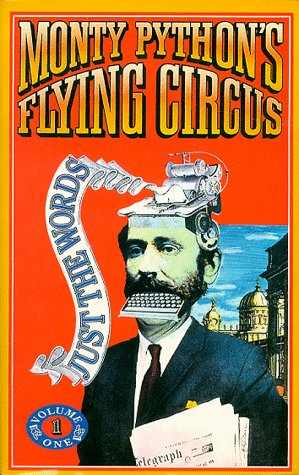 MONTY PYTHON'S
FLYING CIRCUS
JUST THE WORDS
VOLUME
1
ONE
Telegraph